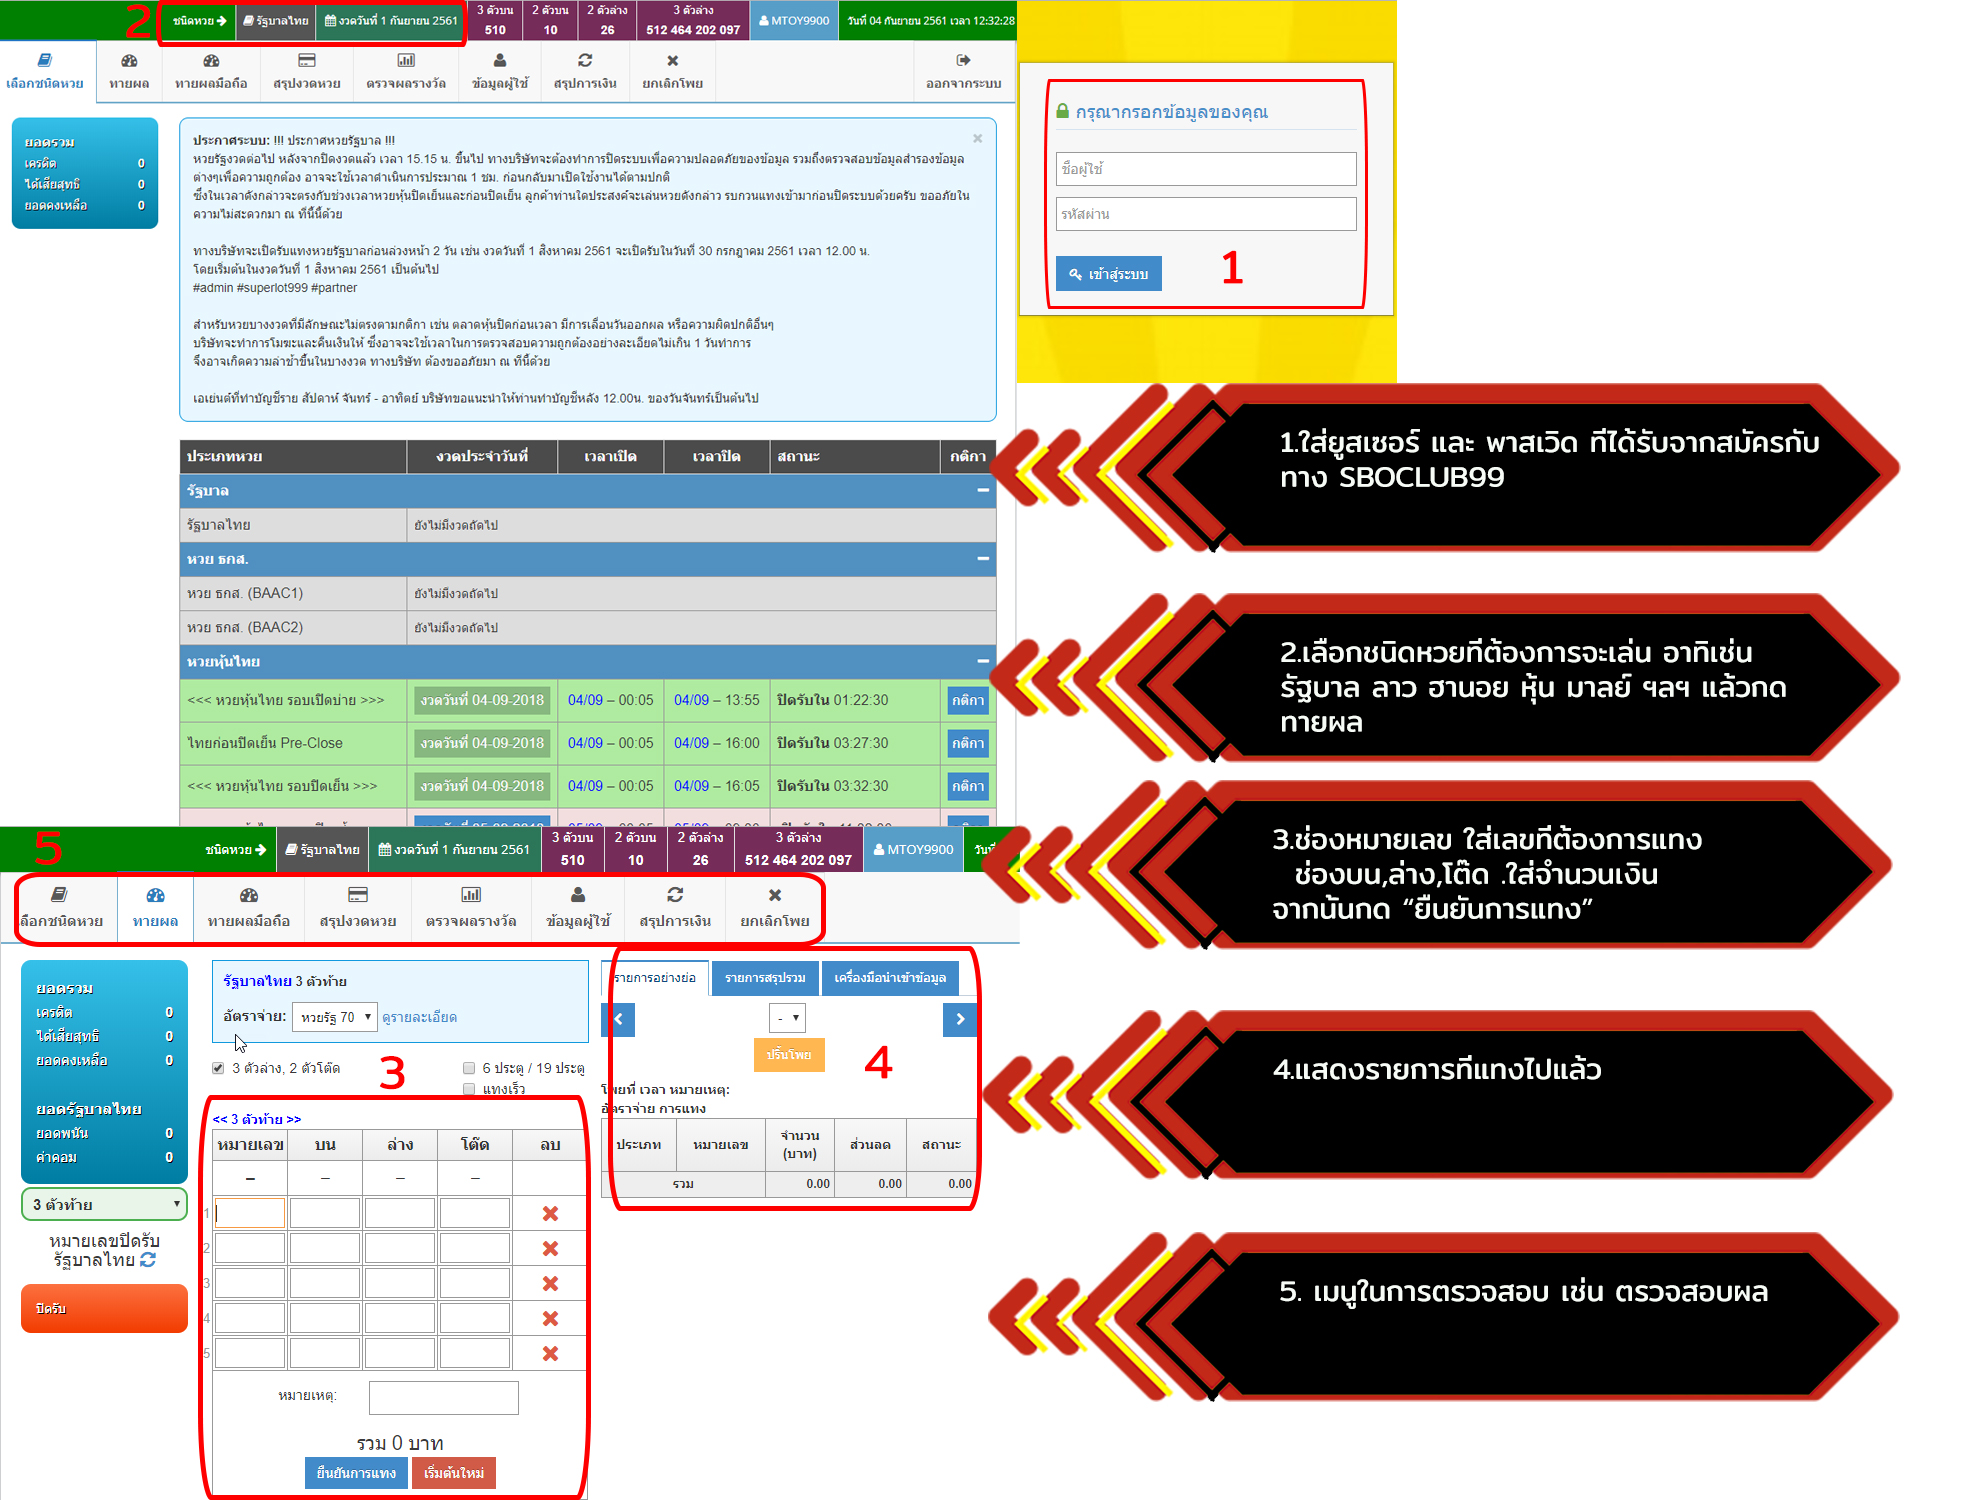 2
ชนิดหวย
รัฐบาลไทย
งวดวันที่ 1 กันยายน 2561
3 ตัวบน
510
2 ตัวบน
10
2 ตัวล่าง
26
3 ตัวล่าง
512 464 202 097
MTOY9900
วันที่ 04 กันยายน 2561 เวลา 12:32:28
เลือกชนิดหวย
ทายผล
ทายผลมือถือ
สรุปงวดหวย
ตรวจผลรางวัล
ข้อมูลผู้ใช้
สรุปการเงิน
ยกเลิกโพย
ออกจากระบบ
ยอดรวม
เครดิต 0
ได้เสียสุทธิ 0
ยอดคงเหลือ 0
ประกาศระบบ: !!! ประกาศหวยรัฐบาล !!!
หวยรัฐงวดต่อไป หลังจากปิดงวดแล้ว เวลา 15.15 น. ขึ้นไป ทางบริษัทจะต้องทำการปิดระบบเพื่อความปลอดภัยของข้อมูล รวมถึงตรวจสอบข้อมูลสำรองข้อมูล
ต่างๆเพื่อความถูกต้อง อาจจะใช้เวลาดำเนินการประมาณ 1 ชม. ก่อนกลับมาเปิดใช้งานได้ตามปกติ
ซึ่งในเวลาดังกล่าวจะตรงกับช่วงเวลาหวยหุ้นปิดเย็นและก่อนปิดเย็น ลูกค้าท่านใดประสงค์จะเล่นหวยดังกล่าว รบกวนแทงเข้ามาก่อนปิดระบบด้วยครับ ขออภัยใน
ความไม่สะดวกมา ณ ที่นี้นี้ด้วย
ทางบริษัทจะเปิดรับแทงหวยรัฐบาลก่อนล่วงหน้า 2 วัน เช่น งวดวันที่ 1 สิงหาคม 2561 จะเปิดรับในวันที่ 30 กรกฎาคม 2561 เวลา 12.00 น.
โดยเริ่มต้นในงวดวันที่ 1 สิงหาคม 2561 เป็นต้นไป
#admin #superlot999 #partner
สำหรับหวยบางงวดที่มีลักษณะไม่ตรงตามกติกา เช่น ตลาดหุ้นปิดก่อนเวลา มีการเลื่อนวันออกผล หรือความผิดปกติอื่นๆ
บริษัทจะทำการโมฆะและคืนเงินให้ ซึ่งอาจจะใช้เวลาในการตรวจสอบความถูกต้องอย่างละเอียดไม่เกิน 1 วันทำการ
จึงอาจเกิดความล่าช้าขึ้นในบางงวด ทางบริษัท ต้องขออภัยมา ณ ที่นี้ด้วย
เอเย่นต์ที่ทำบัญชีราย สัปดาห์ จันทร์ - อาทิตย์ บริษัทขอแนะนำให้ท่านทำบัญชีหลัง 12.00น. ของวันจันทร์เป็นต้นไป
กรุณากรอกข้อมูลของคุณ
ชื่อผู้ใช้
รหัสผ่าน
เข้าสู่ระบบ
1
ประเภทหวย งวดประจำวันที่ เวลาเปิด เวลาปิด สถานะ กติกา
รัฐบาล
รัฐบาลไทย ยังไม่มีงวดถัดไป
หวย ธกส.
หวย ธกส. (BAAC1) ยังไม่มีงวดถัดไป
หวย ธกส. (BAAC2) ยังไม่มีงวดถัดไป
หวยหุ้นไทย
<<< หวยหุ้นไทย รอบเปิดบ่าย >>> งวดวันที่ 04-09-2018 04/09 – 00:05 04/09 – 13:55 ปิดรับใน 01:22:30 กติกา
ไทยก่อนปิดเย็น Pre-Close งวดวันที่ 04-09-2018 04/09 – 00:05 04/09 – 16:00 ปิดรับใน 03:27:30 กติกา
<<< หวยหุ้นไทย รอบปิดเย็น >>> งวดวันที่ 04-09-2018 04/09 – 00:05 04/09 – 16:05 ปิดรับใน 03:32:30 กติกา
1.ใส่ยูสเซอร์ และ พาสเวิด ที่ได้รับจากสมัครกับ
ทาง SBOCLUB99
2.เลือกชนิดหวยที่ต้องการจะเล่น อาทิเช่น
รัฐบาล ลาว ฮานอย หุ้น มาลย์ ฯลฯ แล้วกด
ทายผล
3.ช่องหมายเลข ใส่เลขที่ต้องการแทง
ช่องบน,ล่าง,โต๊ด .ใส่จำนวนเงิน
จากนั้นกด “ยืนยันการแทง”
4.แสดงรายการที่แทงไปแล้ว
5. เมนูในการตรวจสอบ เช่น ตรวจสอบผล
5
ชนิดหวย
รัฐบาลไทย
งวดวันที่ 1 กันยายน 2561
3 ตัวบน
510
2 ตัวบน
10
2 ตัวล่าง
26
3 ตัวล่าง
512 464 202 097
MTOY9900
วันที่
เลือกชนิดหวย
ทายผล
ทายผลมือถือ
สรุปงวดหวย
ตรวจผลรางวัล
ข้อมูลผู้ใช้
สรุปการเงิน
ยกเลิกโพย
ยอดรวม
เครดิต 0
ได้เสียสุทธิ 0
ยอดคงเหลือ 0
ยอดรัฐบาลไทย
ยอดพนัน 0
ค่าคอม 0
3 ตัวท้าย
หมายเลขปิดรับ
รัฐบาลไทย
ปิดรับ
รัฐบาลไทย 3 ตัวท้าย
อัตราจ่าย: หวยรัฐ 70 ดูรายละเอียด
3 ตัวล่าง, 2 ตัวโต๊ด
3
6 ประตู / 19 ประตู
แทงเร็ว
<< 3 ตัวท้าย >>
หมายเลข บน ล่าง โต๊ด ลบ
– – – –
1
2
3
4
5
หมายเหตุ:
รวม 0 บาท
ยืนยันการแทง เริ่มต้นใหม่
รายการอย่างย่อ รายการสรุปรวม เครื่องมือนำเข้าข้อมูล
-
ปริ้นโพย
4
โพยที่ เวลา หมายเหตุ:
อัตราจ่าย การแทง
ประเภท หมายเลข จำนวน (บาท) ส่วนลด สถานะ
รวม 0.00 0.00 0.00